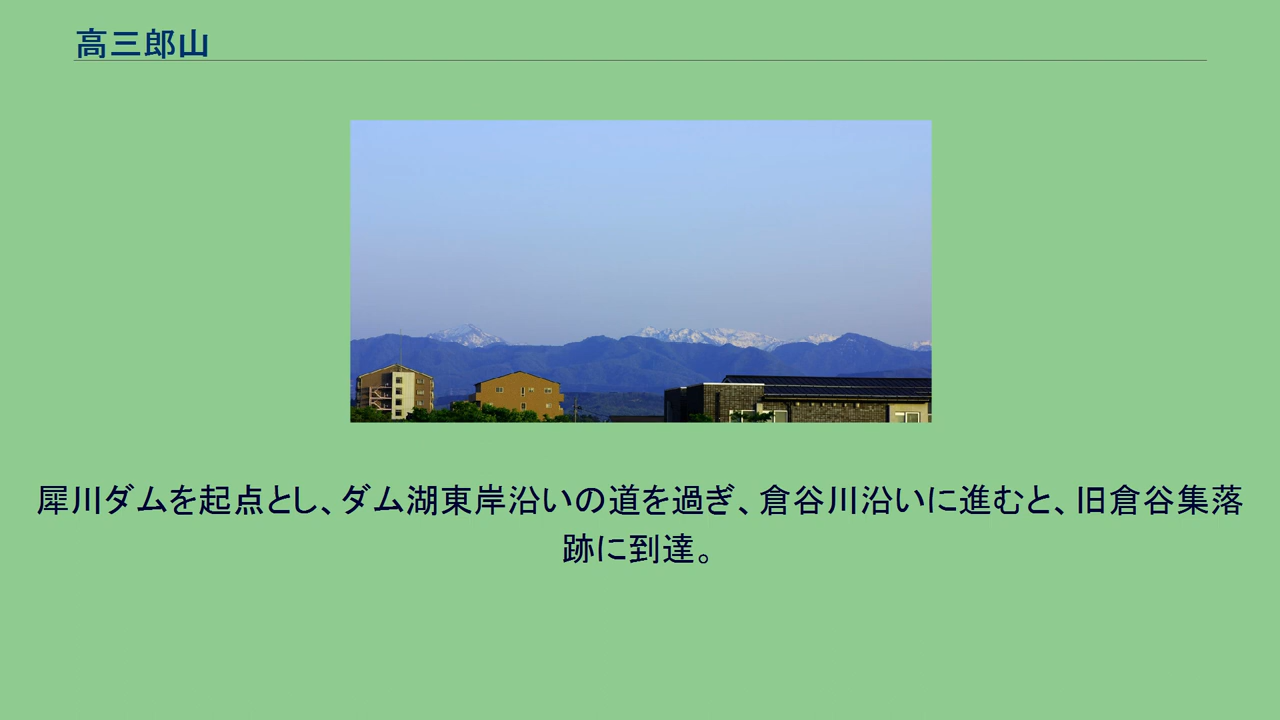 高三郎山
犀川ダムを起点とし、ダム湖東岸沿いの道を過ぎ、倉谷川沿いに進むと、旧倉谷集落
跡に到達。